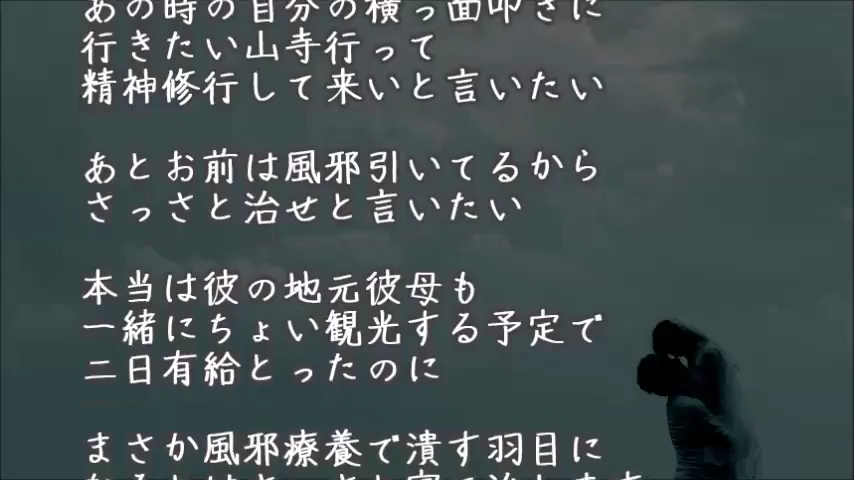 あの時の自分の横っ面叩きに
行きたい山寺行って
精神修行して来いと言いたい
あとお前は風邪引いてるから
さっさと治せと言いたい
本当は彼の地元彼母も
一緒にちょい観光する予定で
二日有給とったのに
まさか風邪療養で潰す羽目に